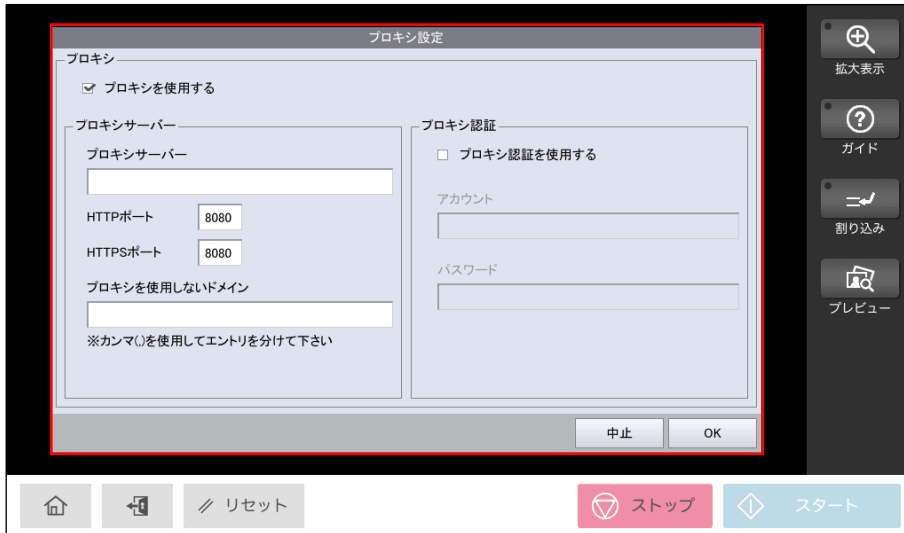 プロキシ設定
プロキシ
プロキシを使用する
プロキシサーバー
プロキシサーバー
HTTPポート 8080
HTTPSポート 8080
プロキシを使用しないドメイン
※カンマ(,)を使用してエントリを分けて下さい
プロキシ認証
プロキシ認証を使用する
アカウント
パスワード
中止
OK
拡大表示
ガイド
割り込み
プレビュー
リセット
ストップ
スタート